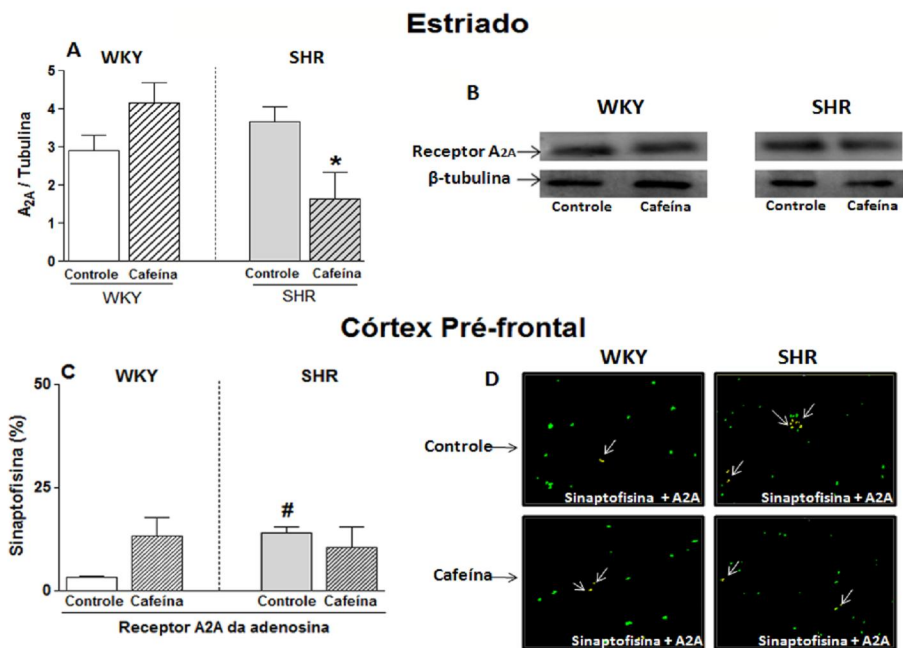 Estriado
A
WKY
SHR
5
4
3
2
1
0
A2A / Tubulina
*
Controle Cafeína
WKY
Controle Cafeína
SHR
B
WKY
SHR
Receptor A2A
β-tubulina
Controle Cafeína
Controle Cafeína
Córtex Pré-frontal
C
WKY
SHR
50
25
0
Sinaptofisina (%)
#
Controle Cafeína
Controle Cafeína
Receptor A2A da adenosina
D
WKY
SHR
Controle
Sinaptofisina + A2A
Sinaptofisina + A2A
Cafeína
Sinaptofisina + A2A
Sinaptofisina + A2A